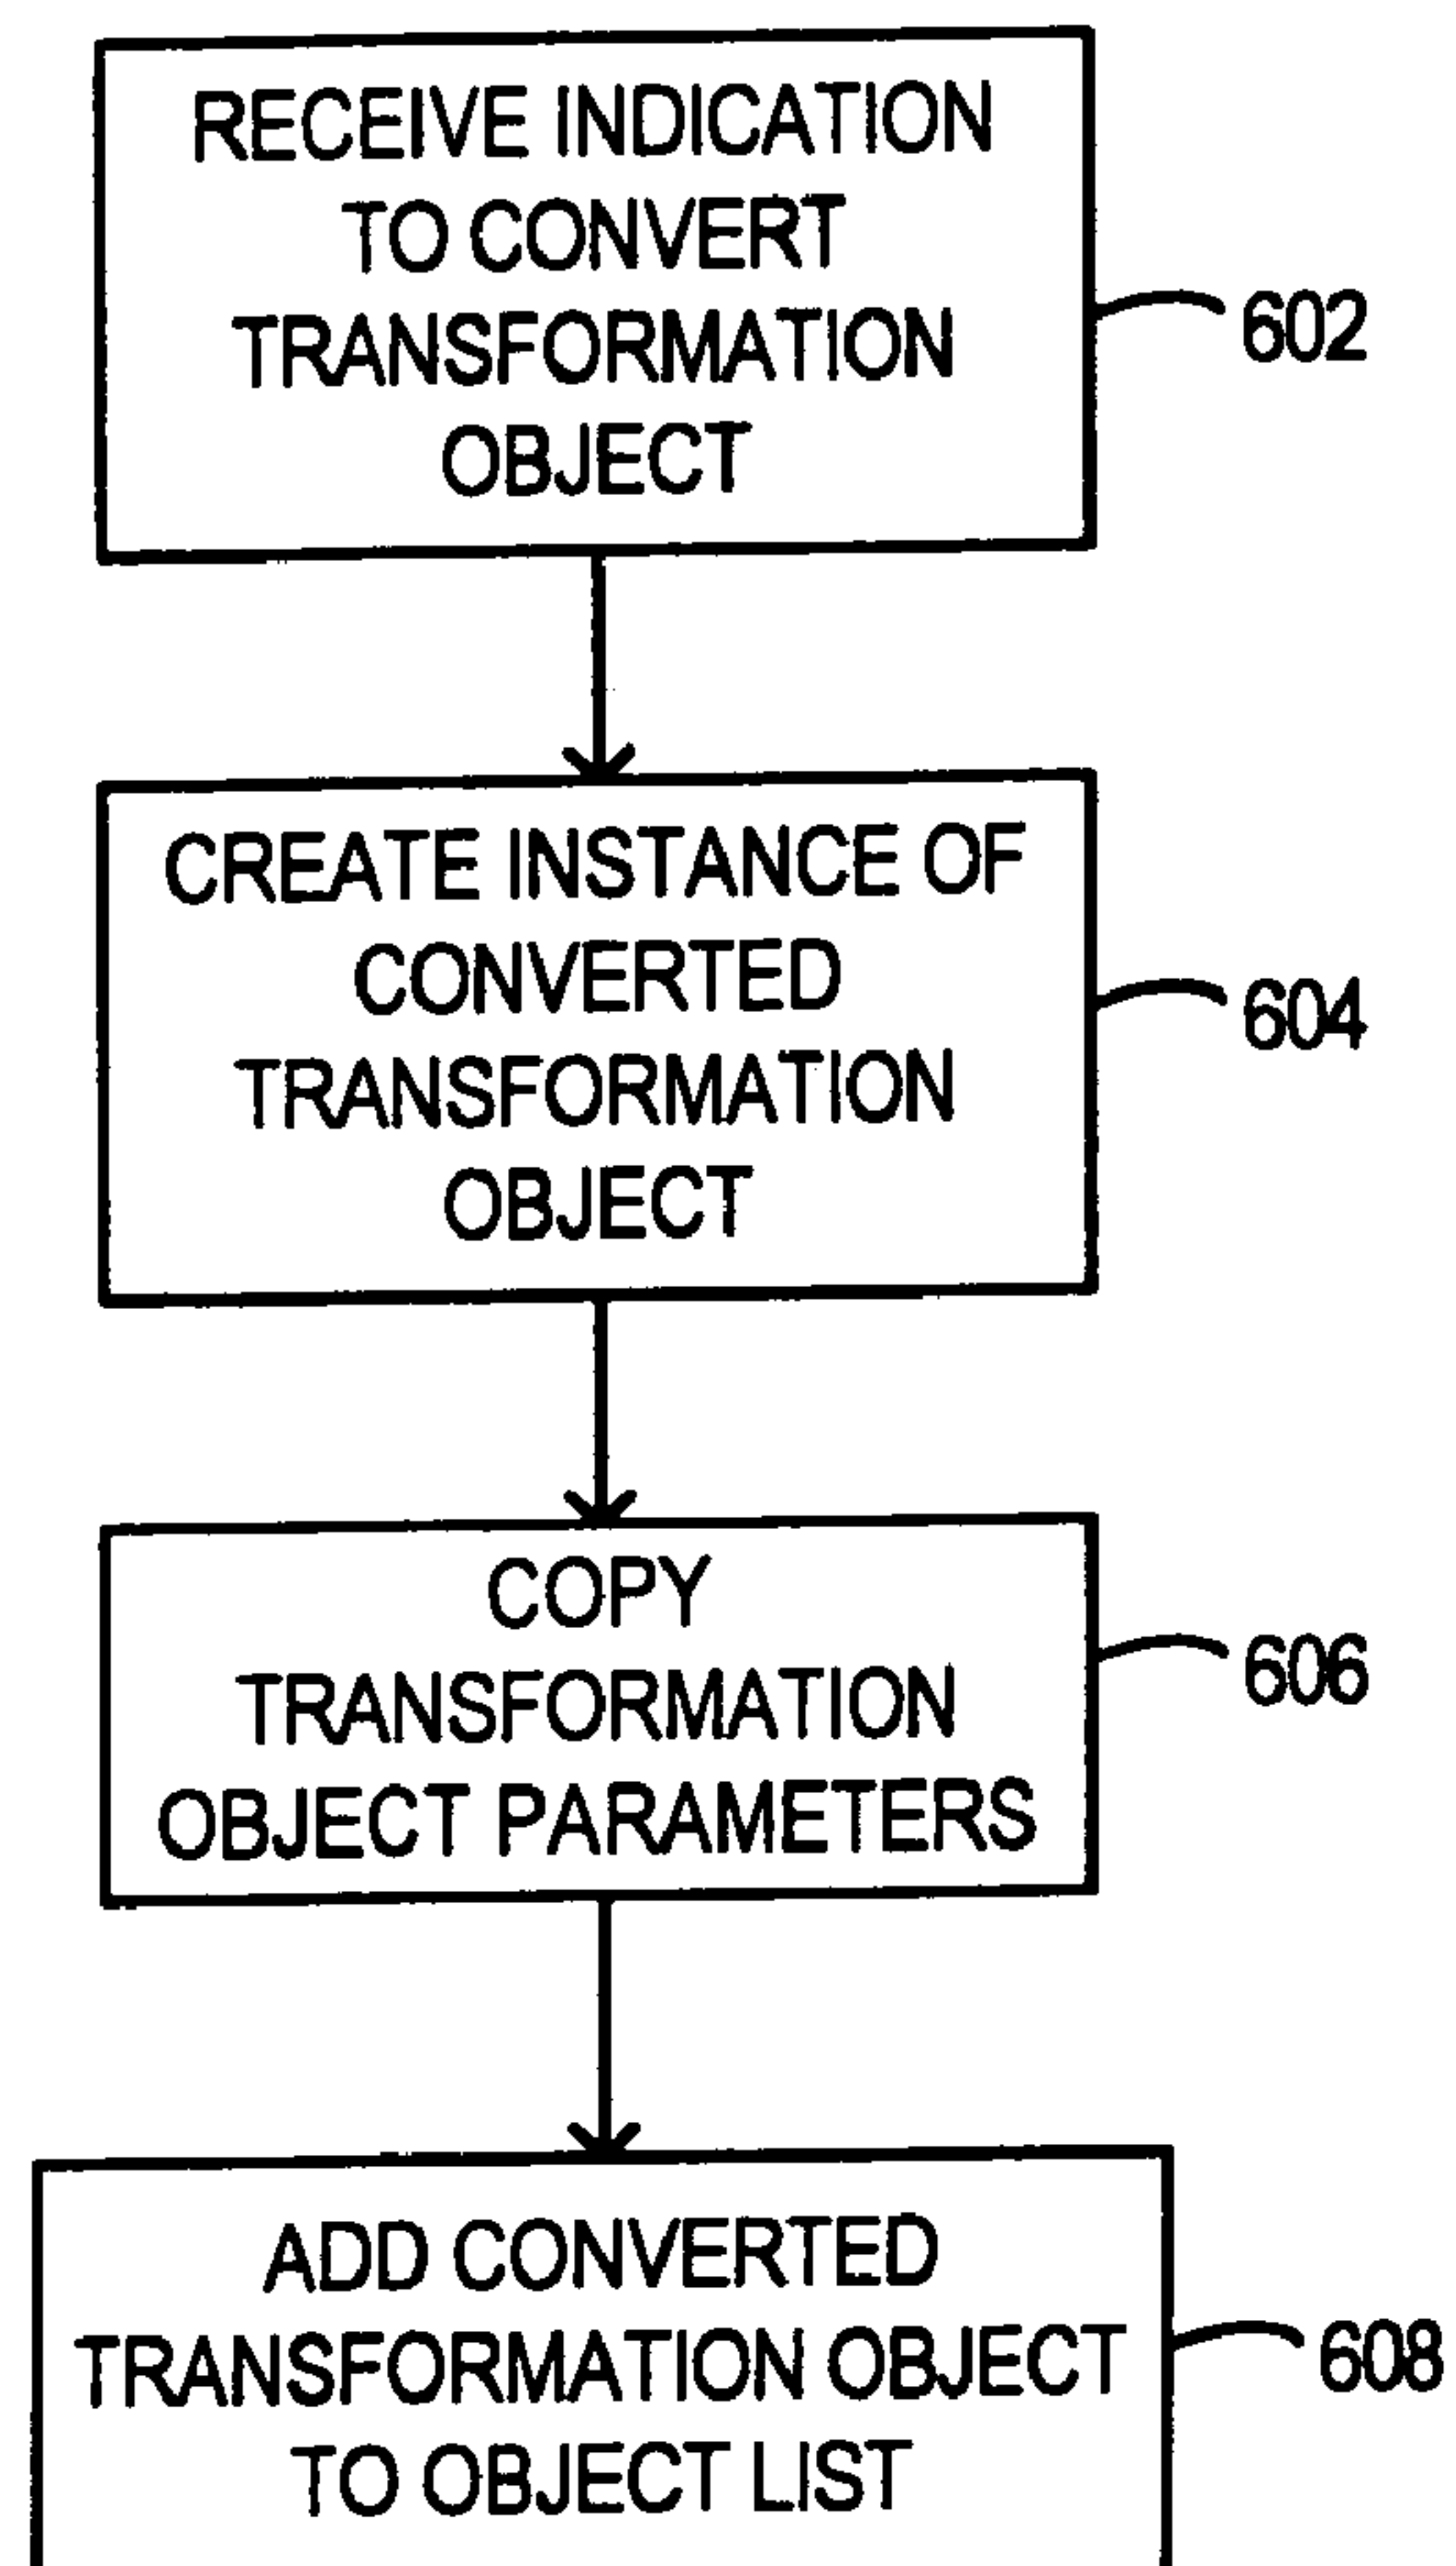 RECEIVE INDICATION
TO CONVERT
TRANSFORMATION
OBJECT
602
CREATE INSTANCE OF
CONVERTED
TRANSFORMATION
OBJECT
604
COPY
TRANSFORMATION
OBJECT PARAMETERS
606
ADD CONVERTED
TRANSFORMATION OBJECT
TO OBJECT LIST
608